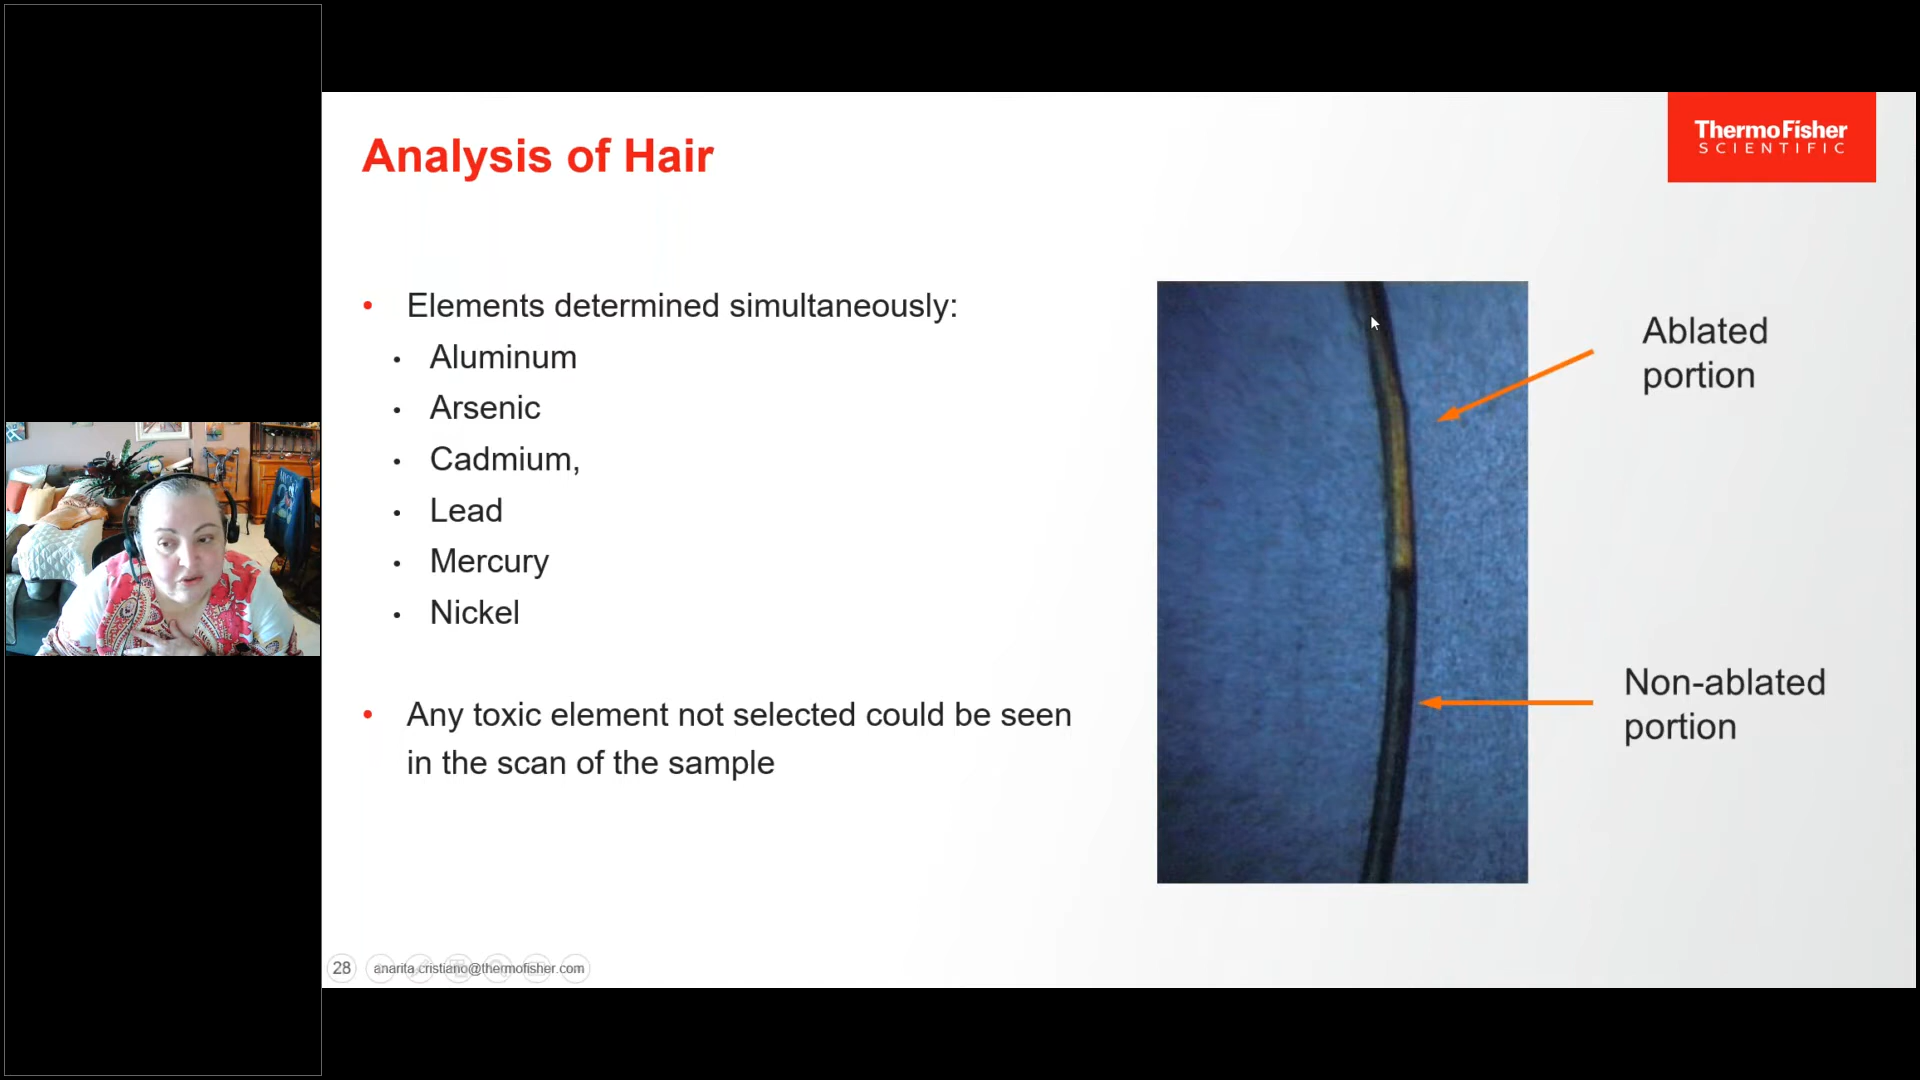 Analysis of Hair
ThermoFisher
SCIENTIFIC
• Elements determined simultaneously:
• Aluminum
• Arsenic
• Cadmium,
• Lead
• Mercury
• Nickel
• Any toxic element not selected could be seen
in the scan of the sample
Ablated
portion
Non-ablated
portion
28
anarita.cristiano@thermofisher.com